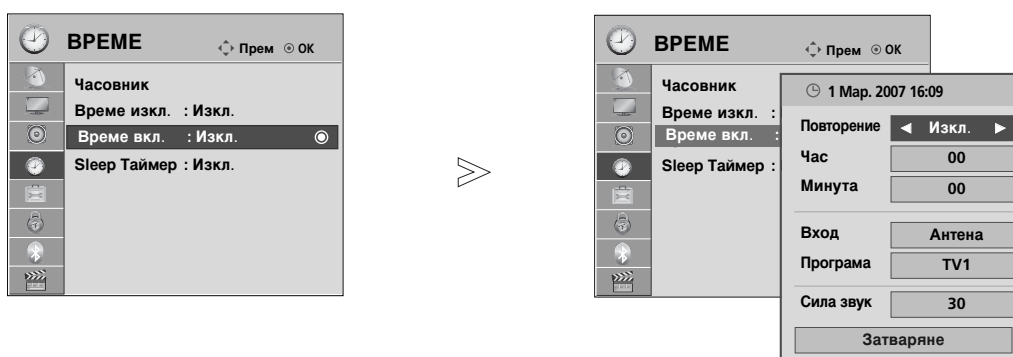 ВРЕМЕ Прем OK
Часовник
Време изкл. : Изкл.
Време вкл. : Изкл.
Sleep Таймер : Изкл.
ВРЕМЕ Прем OK
Часовник
Време изкл. :
Време вкл. :
Sleep Таймер :
1 Мар. 2007 16:09
Повторение Изкл.
Час 00
Минута 00
Вход Антена
Програма TV1
Сила звук 30
Затваряне